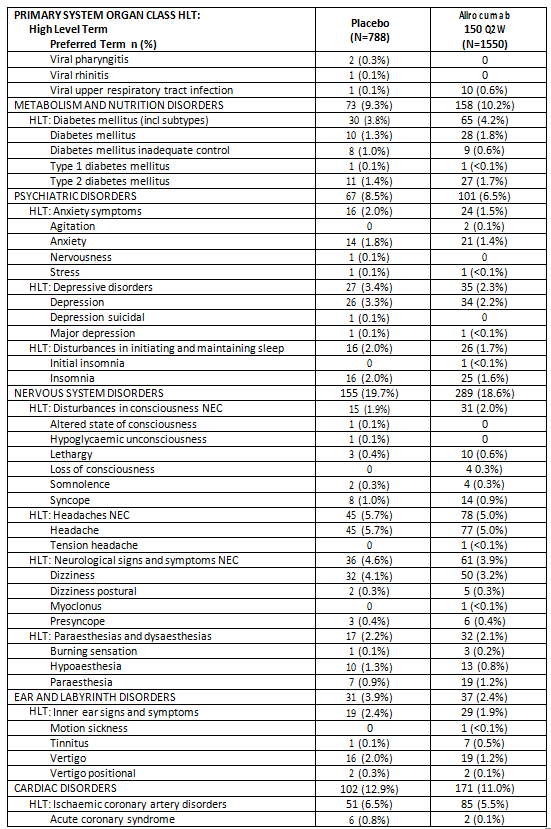 PRIMARY SYSTEM ORGAN CLASS HLT: Placebo Alirocumab
High Level Term (N=788) 150 Q2W
Preferred Term n (%) (N=1550)
Viral pharyngitis 2 (0.3%) 0
Viral rhinitis 1 (0.1%) 0
Viral upper respiratory tract infection 1 (0.1%) 10 (0.6%)
METABOLISM AND NUTRITION DISORDERS 73 (9.3%) 158 (10.2%)
HLT: Diabetes mellitus (incl subtypes) 30 (3.8%) 65 (4.2%)
Diabetes mellitus 10 (1.3%) 28 (1.8%)
Diabetes mellitus inadequate control 8 (1.0%) 9 (0.6%)
Type 1 diabetes mellitus 1 (0.1%) 1 (<0.1%)
Type 2 diabetes mellitus 11 (1.4%) 27 (1.7%)
PSYCHIATRIC DISORDERS 67 (8.5%) 101 (6.5%)
HLT: Anxiety symptoms 16 (2.0%) 24 (1.5%)
Agitation 0 2 (0.1%)
Anxiety 14 (1.8%) 21 (1.4%)
Nervousness 1 (0.1%) 0
Stress 1 (0.1%) 1 (<0.1%)
HLT: Depressive disorders 27 (3.4%) 35 (2.3%)
Depression 26 (3.3%) 34 (2.2%)
Depression suicidal 1 (0.1%) 0
Major depression 1 (0.1%) 1 (<0.1%)
HLT: Disturbances in initiating and maintaining sleep 16 (2.0%) 26 (1.7%)
Initial insomnia 0 1 (<0.1%)
Insomnia 16 (2.0%) 25 (1.6%)
NERVOUS SYSTEM DISORDERS 155 (19.7%) 289 (18.6%)
HLT: Disturbances in consciousness NEC 15 (1.9%) 31 (2.0%)
Altered state of consciousness 1 (0.1%) 0
Hypoglycaemic unconsciousness 1 (0.1%) 0
Lethargy 3 (0.4%) 10 (0.6%)
Loss of consciousness 0 4 0.3%)
Somnolence 2 (0.3%) 4 (0.3%)
Syncope 8 (1.0%) 14 (0.9%)
HLT: Headaches NEC 45 (5.7%) 78 (5.0%)
Headache 45 (5.7%) 77 (5.0%)
Tension headache 0 1 (<0.1%)
HLT: Neurological signs and symptoms NEC 36 (4.6%) 61 (3.9%)
Dizziness 32 (4.1%) 50 (3.2%)
Dizziness postural 2 (0.3%) 5 (0.3%)
Myoclonus 0 1 (<0.1%)
Presyncope 3 (0.4%) 6 (0.4%)
HLT: Paraesthesias and dysaesthesias 17 (2.2%) 32 (2.1%)
Burning sensation 1 (0.1%) 3 (0.2%)
Hypoaesthesia 10 (1.3%) 13 (0.8%)
Paraesthesia 7 (0.9%) 19 (1.2%)
EAR AND LABYRINTH DISORDERS 31 (3.9%) 37 (2.4%)
HLT: Inner ear signs and symptoms 19 (2.4%) 29 (1.9%)
Motion sickness 0 1 (<0.1%)
Tinnitus 1 (0.1%) 7 (0.5%)
Vertigo 16 (2.0%) 19 (1.2%)
Vertigo positional 2 (0.3%) 2 (0.1%)
CARDIAC DISORDERS 102 (12.9%) 171 (11.0%)
HLT: Ischaemic coronary artery disorders 51 (6.5%) 85 (5.5%)
Acute coronary syndrome 6 (0.8%) 2 (0.1%)